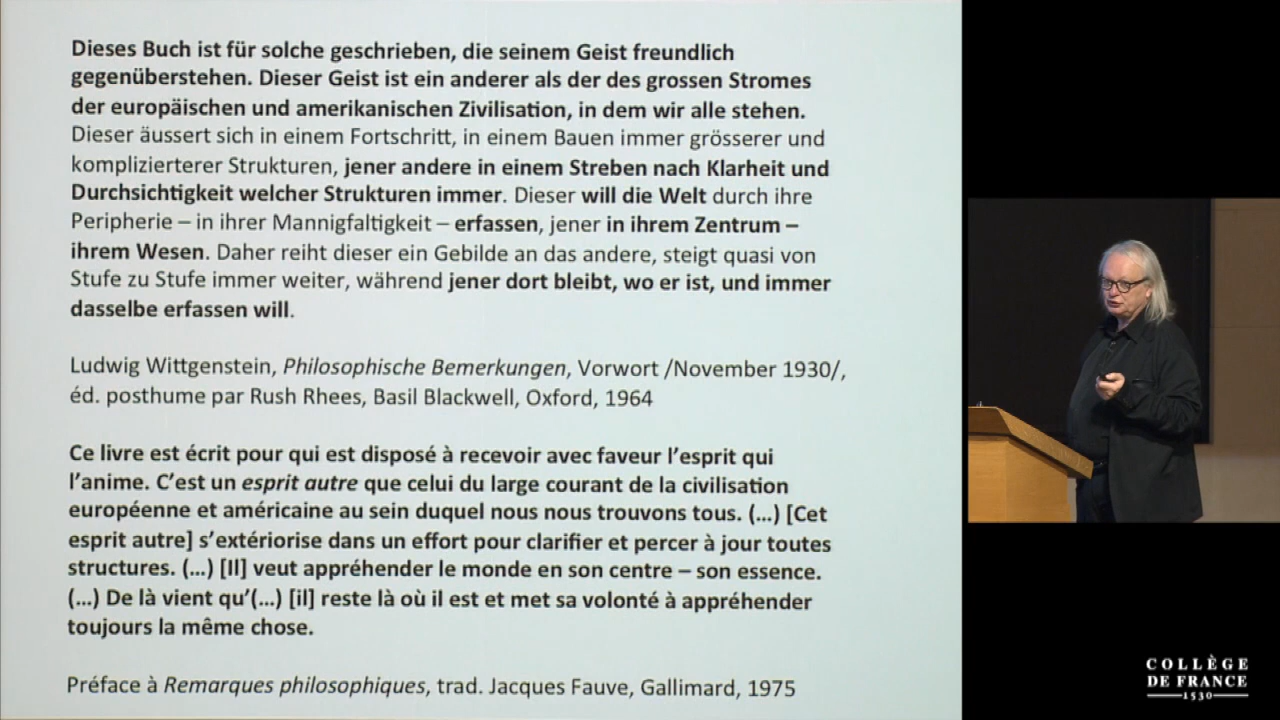 Dieses Buch ist für solche geschrieben, die seinem Geist freundlich
gegenüberstehen. Dieser Geist ist ein anderer als der des grossen Stromes
der europäischen und amerikanischen Zivilisation, in dem wir alle stehen.
Dieser äussert sich in einem Fortschritt, in einem Bauen immer grösserer und
komplizierterer Strukturen, jener andere in einem Streben nach Klarheit und
Durchsichtigkeit welcher Strukturen immer. Dieser will die Welt durch ihre
Peripherie – in ihrer Mannigfaltigkeit – erfassen, jener in ihrem Zentrum –
ihrem Wesen. Daher reiht dieser ein Gebilde an das andere, steigt quasi von
Stufe zu Stufe immer weiter, während jener dort bleibt, wo er ist, und immer
dasselbe erfassen will.
Ludwig Wittgenstein, Philosophische Bemerkungen, Vorwort /November 1930/,
éd. posthume par Rush Rhees, Basil Blackwell, Oxford, 1964
Ce livre est écrit pour qui est disposé à recevoir avec faveur l’esprit qui
l’anime. C’est un esprit autre que celui du large courant de la civilisation
européenne et américaine au sein duquel nous nous trouvons tous. (…) [Cet
esprit autre] s’extériorise dans un effort pour clarifier et percer à jour toutes
structures. (…) [Il] veut appréhender le monde en son centre – son essence.
(…) De là vient qu’(…) [il] reste là où il est et met sa volonté à appréhender
toujours la même chose.
Préface à Remarques philosophiques, trad. Jacques Fauve, Gallimard, 1975
COLLÈGE
DE FRANCE
1530